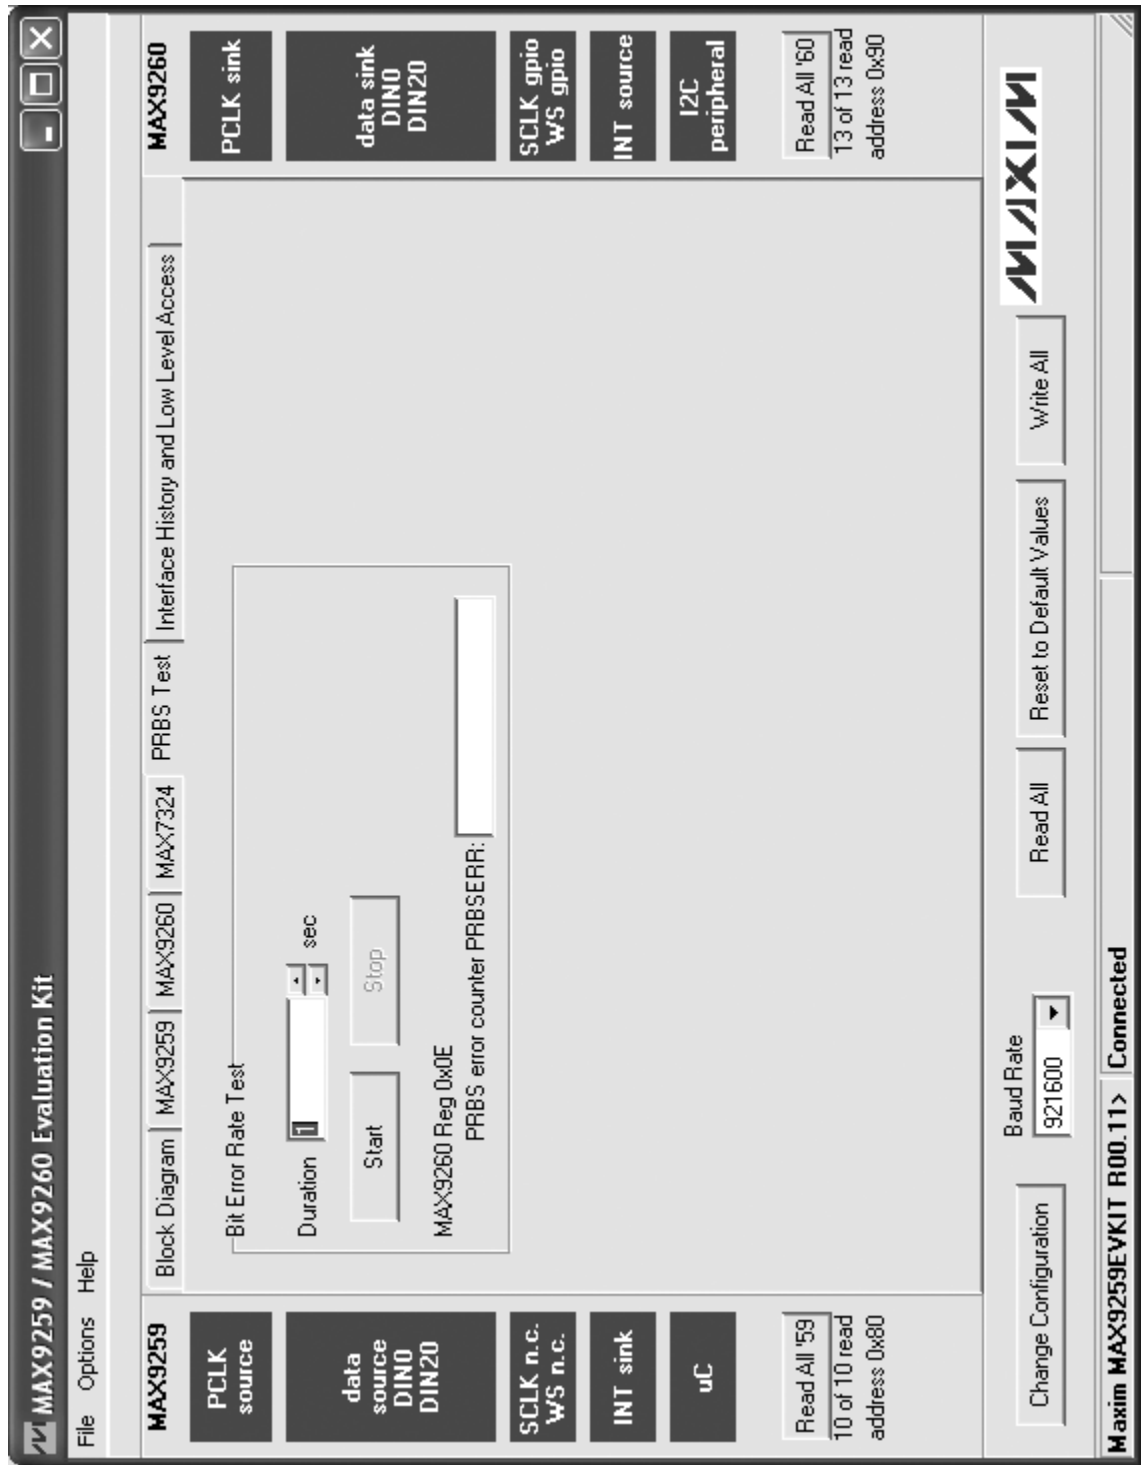 MAX9259 / MAX9260 Evaluation Kit
File Options Help
MAX9259
PCLK
source
data
source
DIN0
DIN20
SCLK n.c.
WS n.c.
INT sink
uC
Read All '59
10 of 10 read
address 0x80
Block Diagram MAX9259 MAX9260 MAX7324 PRBS Test Interface History and Low Level Access
Bit Error Rate Test
Duration 1 sec
Start Stop
MAX9260 Reg 0x0E
PRBS error counter PRBSERR:
MAX9260
PCLK sink
data sink
DIN0
DIN20
SCLK gpio
WS gpio
INT source
I2C
peripheral
Read All '60
13 of 13 read
address 0x90
Change Configuration
Baud Rate
921600
Read All Reset to Default Values Write All
MAXIM
Maxim MAX9259EVKIT R00.11> Connected